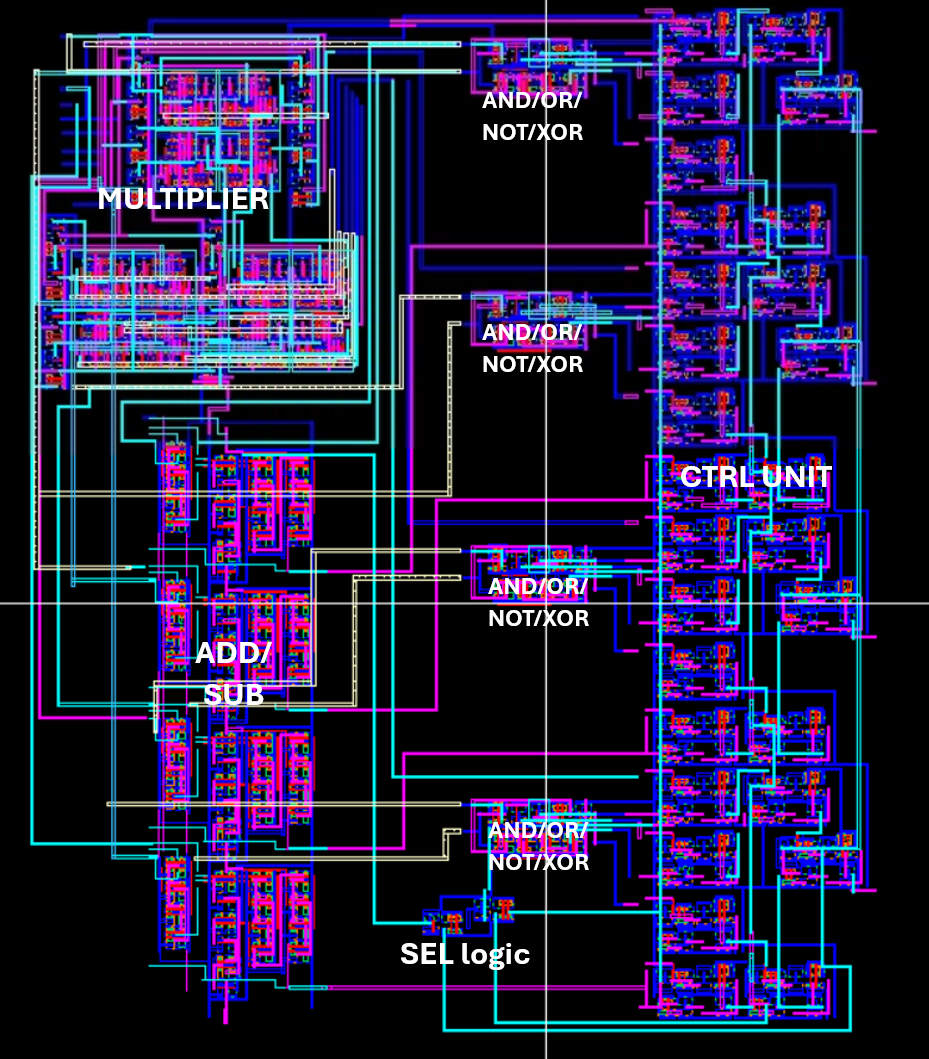 AND/OR/
NOT/XOR
MULTIPLIER
AND/OR/
NOT/XOR
CTRL UNIT
AND/OR/
NOT/XOR
ADD/
SUB
AND/OR/
NOT/XOR
SEL logic